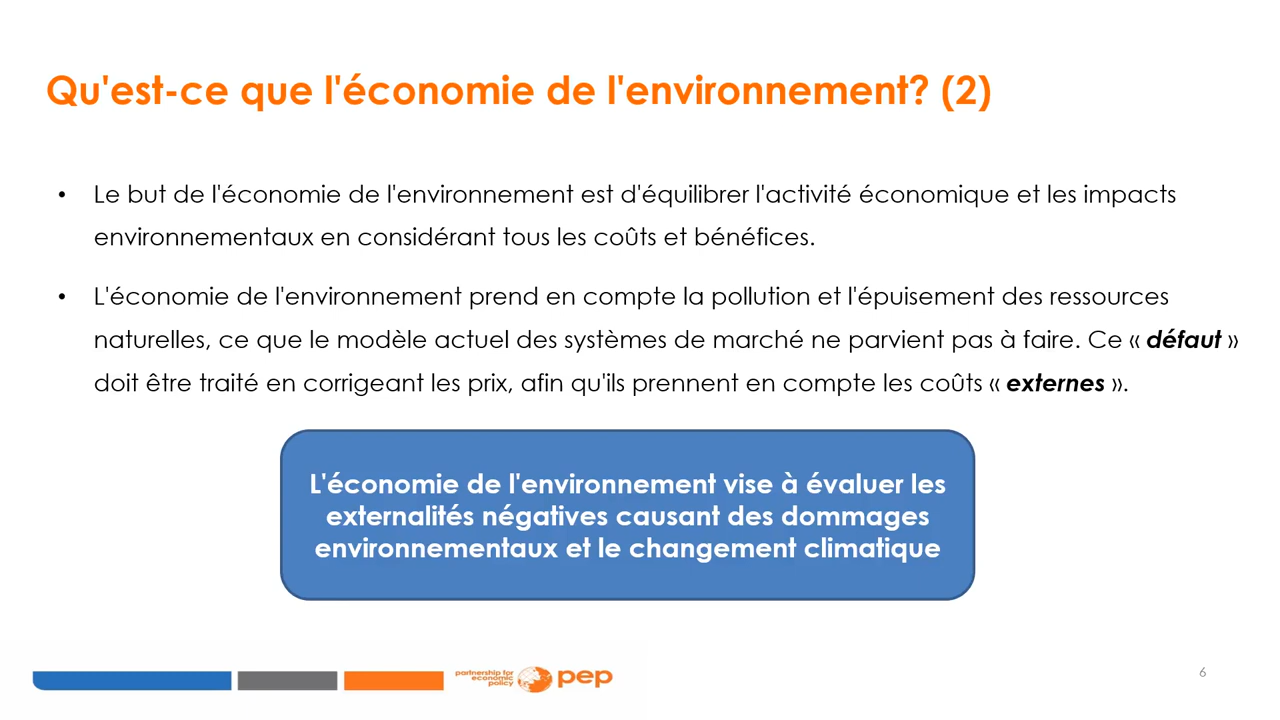 Qu'est-ce que l'économie de l'environnement? (2)
• Le but de l'économie de l'environnement est d'équilibrer l'activité économique et les impacts
environnementaux en considérant tous les coûts et bénéfices.
• L'économie de l'environnement prend en compte la pollution et l'épuisement des ressources
naturelles, ce que le modèle actuel des systèmes de marché ne parvient pas à faire. Ce « défaut »
doit être traité en corrigeant les prix, afin qu'ils prennent en compte les coûts « externes ».
L'économie de l'environnement vise à évaluer les
externalités négatives causant des dommages
environnementaux et le changement climatique
partnership for
economic
policy
pep
6